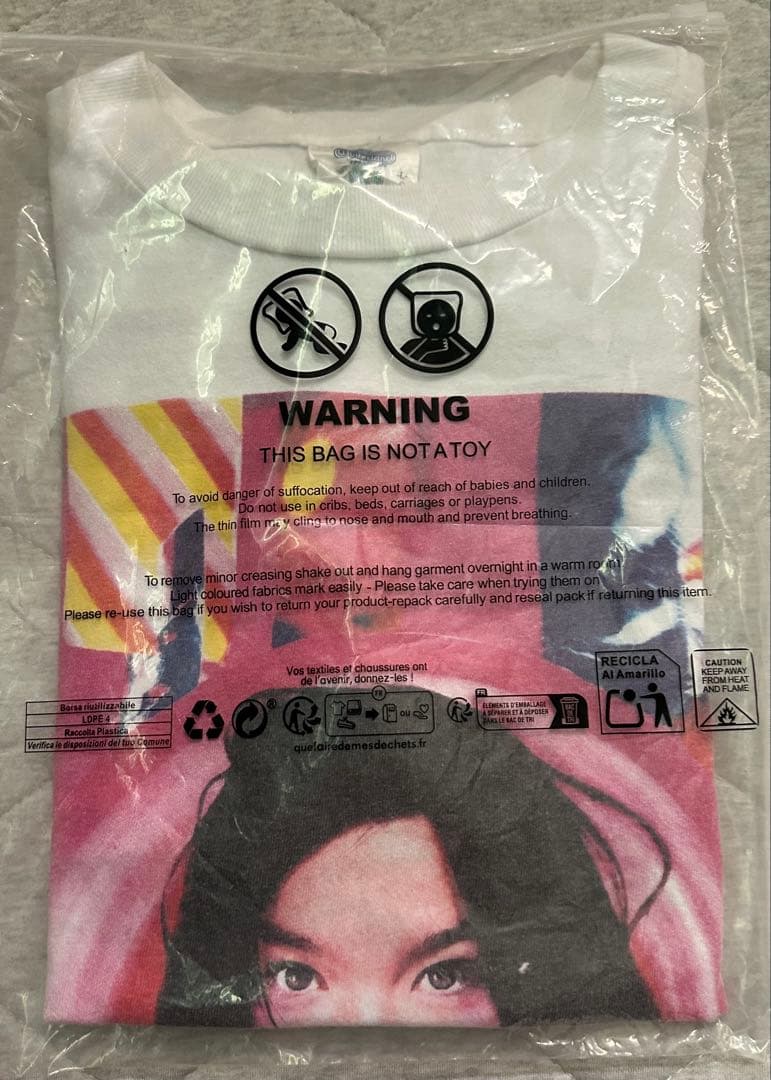 L
WARNING
THIS BAG IS NOT A TOY
To avoid danger of suffocation, keep out of reach of babies and children.
Do not use in cribs, beds, carriages or playpens.
The thin film may cling to nose and mouth and prevent breathing.
To remove minor creasing shake out and hang garment overnight in a warm room.
Light coloured fabrics mark easily - Please take care when trying them on
Please re-use this bag if you wish to return your product-repack carefully and reseal pack if returning this item.
Borsa riutilizzabile
LDPE 4
Raccolta Plastica
Verifica le disposizioni del tuo Comune
®
Vos textiles et chaussures ont
de l'avenir, donnez-les !
FR
ou
quefairedemesdechets.fr
FR
ÉLÉMENTS D'EMBALLAGE
À SÉPARER ET À DÉPOSER
DANS LE BAC DE TRI
BAC
DE
TRI
RECICLA
Al Amarillo
CAUTION
KEEP AWAY
FROM HEAT
AND FLAME